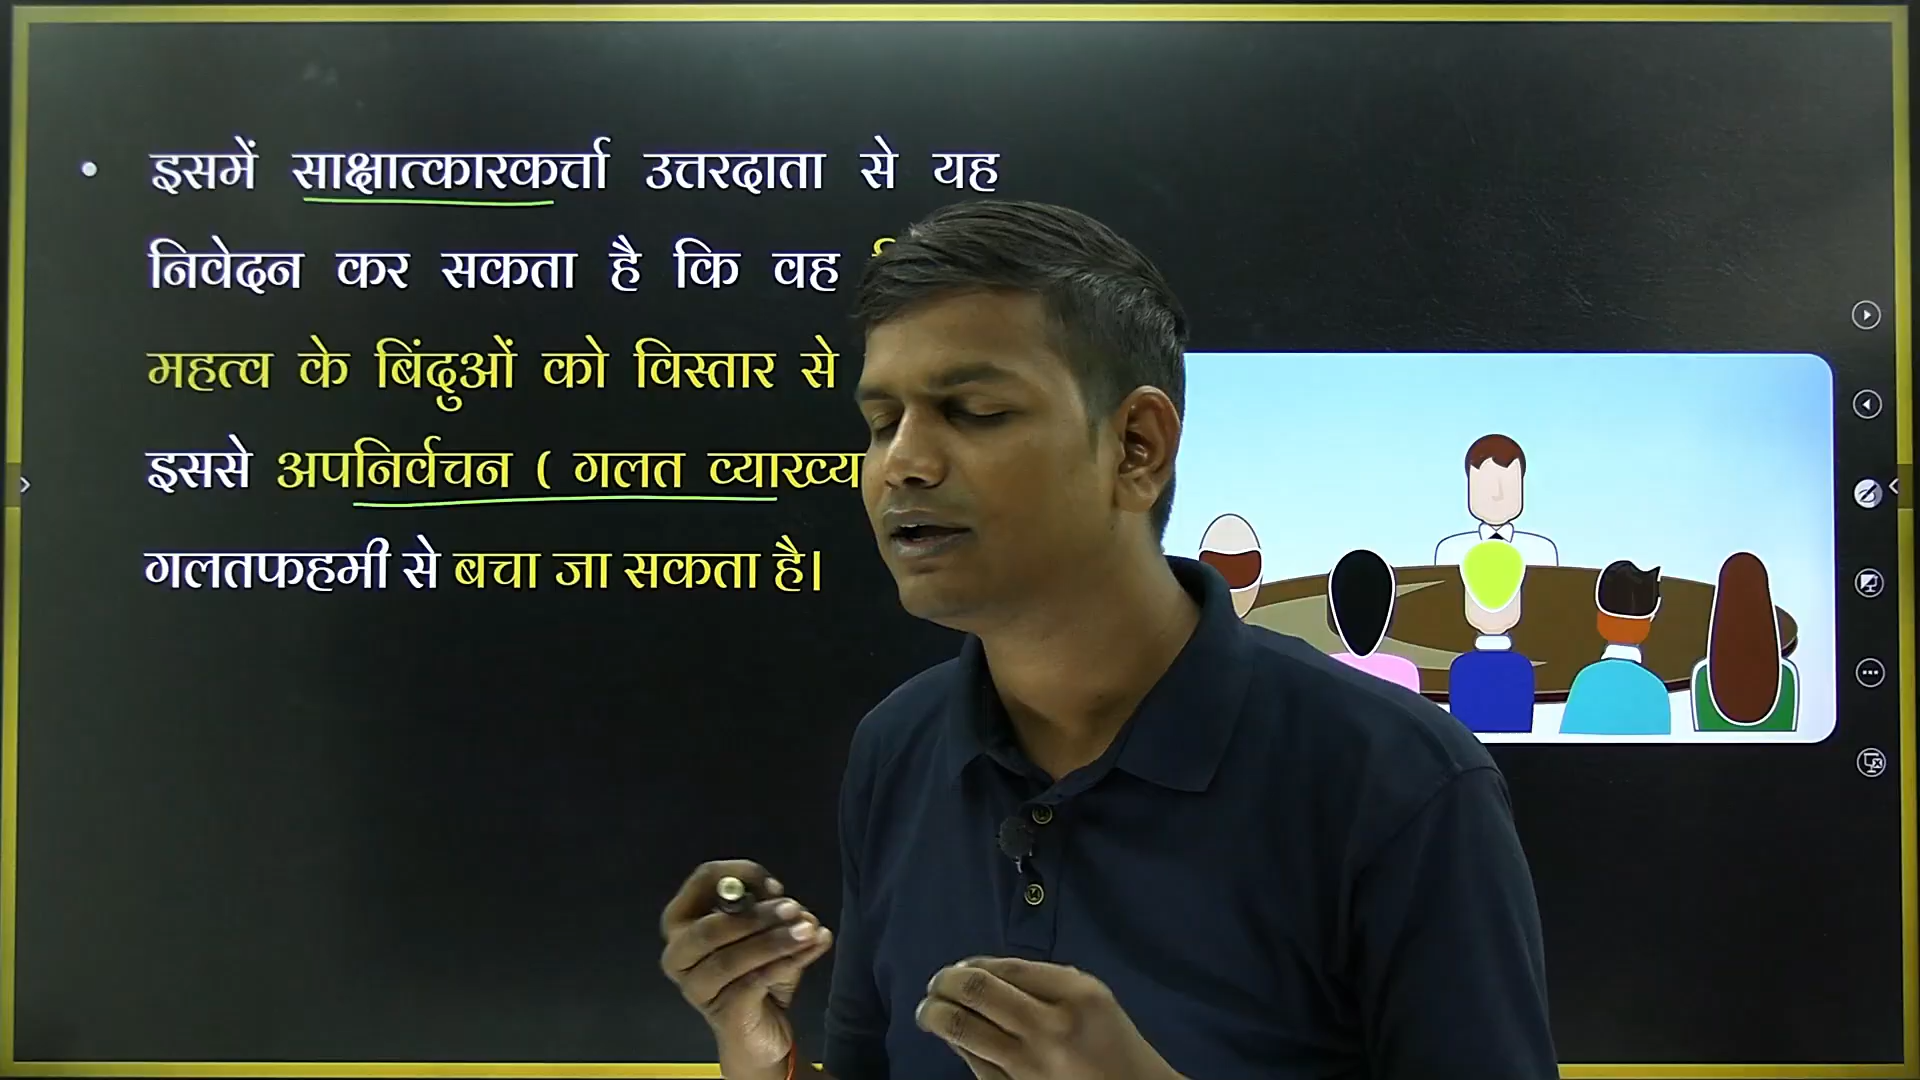 • इसमें साक्षात्कारकर्त्ता उत्तरदाता से यह
निवेदन कर सकता है कि वह
महत्व के बिंदुओं को विस्तार से
इससे अपनिर्वचन ( गलत
गलतफहमी से बचा जा सकता है।